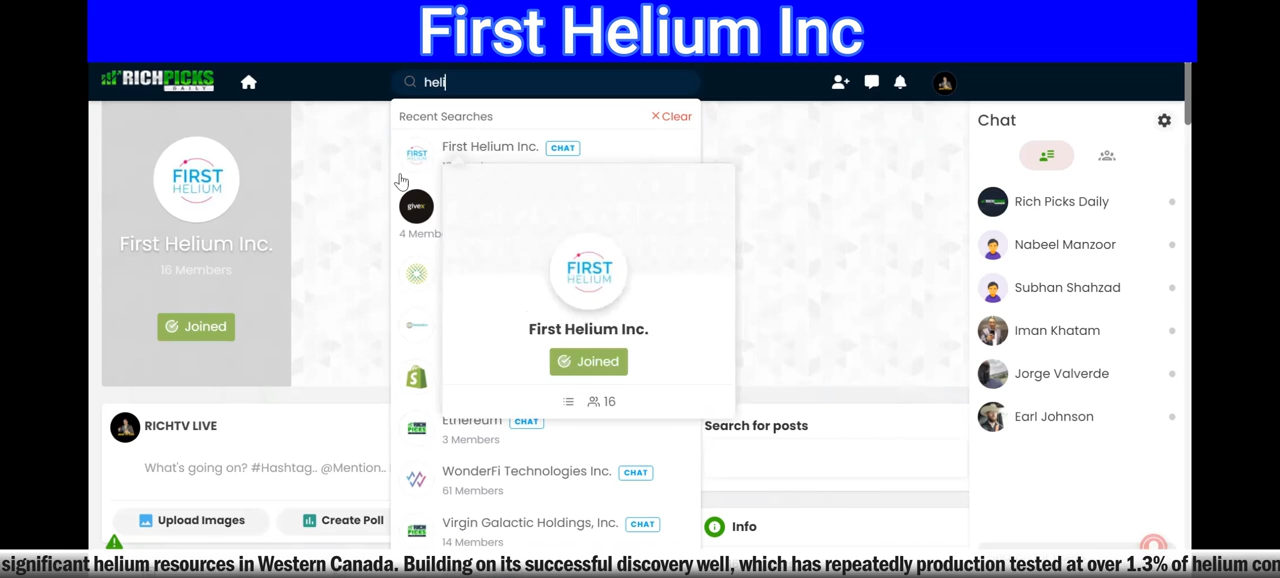 First Helium Inc
RICHPICKS
DAILY
heli
Recent Searches
Clear
First Helium Inc. CHAT
FIRST
HELIUM
givex
4 Memb
FIRST
HELIUM
First Helium Inc.
16 Members
Joined
FIRST
HELIUM
First Helium Inc.
Joined
16
Ethereum CHAT
3 Members
WonderFi Technologies Inc. CHAT
61 Members
Virgin Galactic Holdings, Inc. CHAT
14 Members
RICHTV LIVE
What's going on? #Hashtag.. @Mention..
Upload Images
Create Poll
Search for posts
Info
Chat
Rich Picks Daily
Nabeel Manzoor
Subhan Shahzad
Iman Khatam
Jorge Valverde
Earl Johnson
significant helium resources in Western Canada. Building on its successful discovery well, which has repeatedly production tested at over 1.3% of helium con